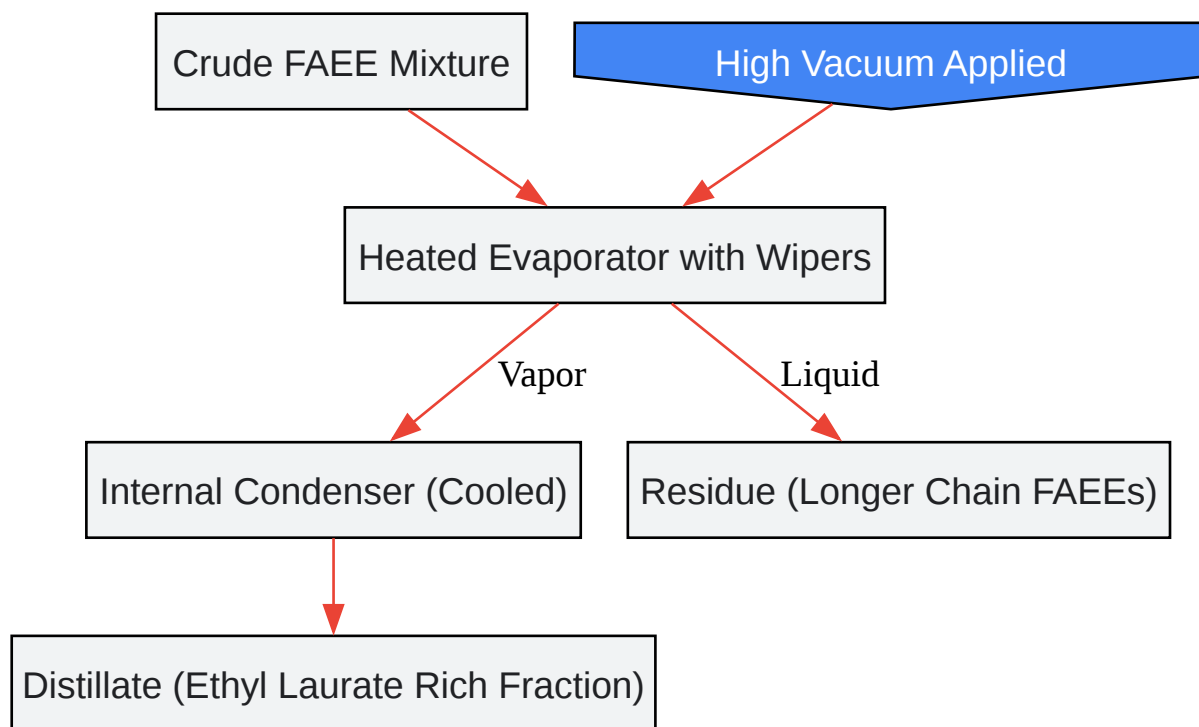 Crude FAEE Mixture
High Vacuum Applied
Heated Evaporator with Wipers
Vapor
Liquid
Internal Condenser (Cooled)
Residue (Longer Chain FAEEs)
Distillate (Ethyl Laurate Rich Fraction)